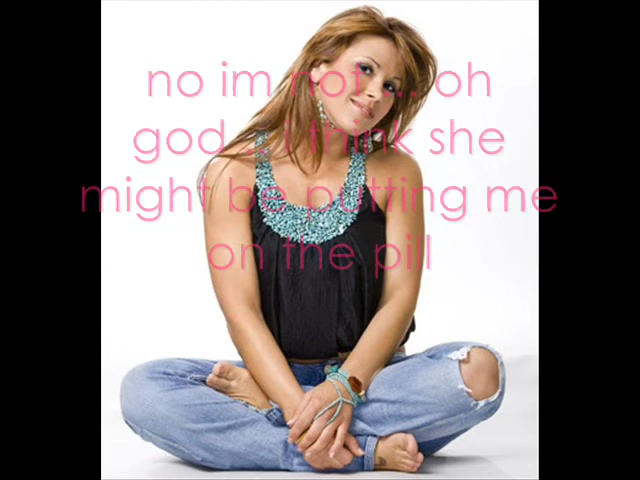 no im not ... oh
god ... i think she
might be putting me
on the pill